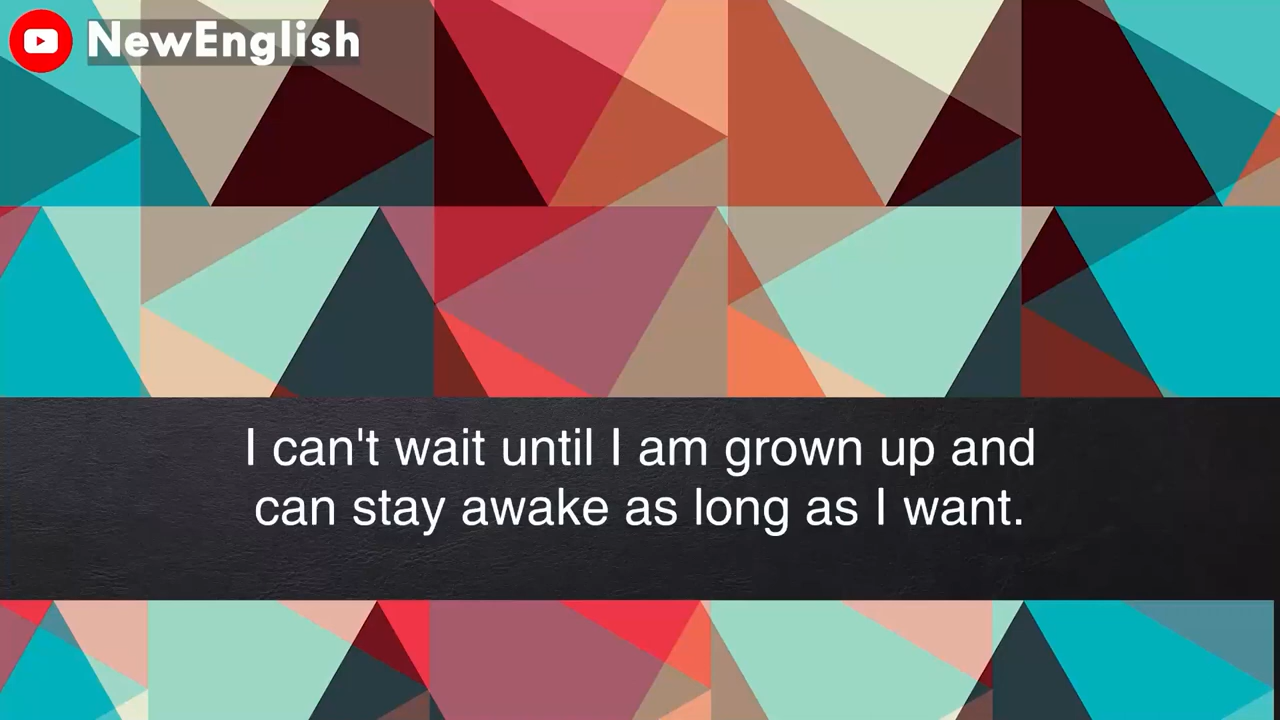 NewEnglish
I can't wait until I am grown up and
can stay awake as long as I want.